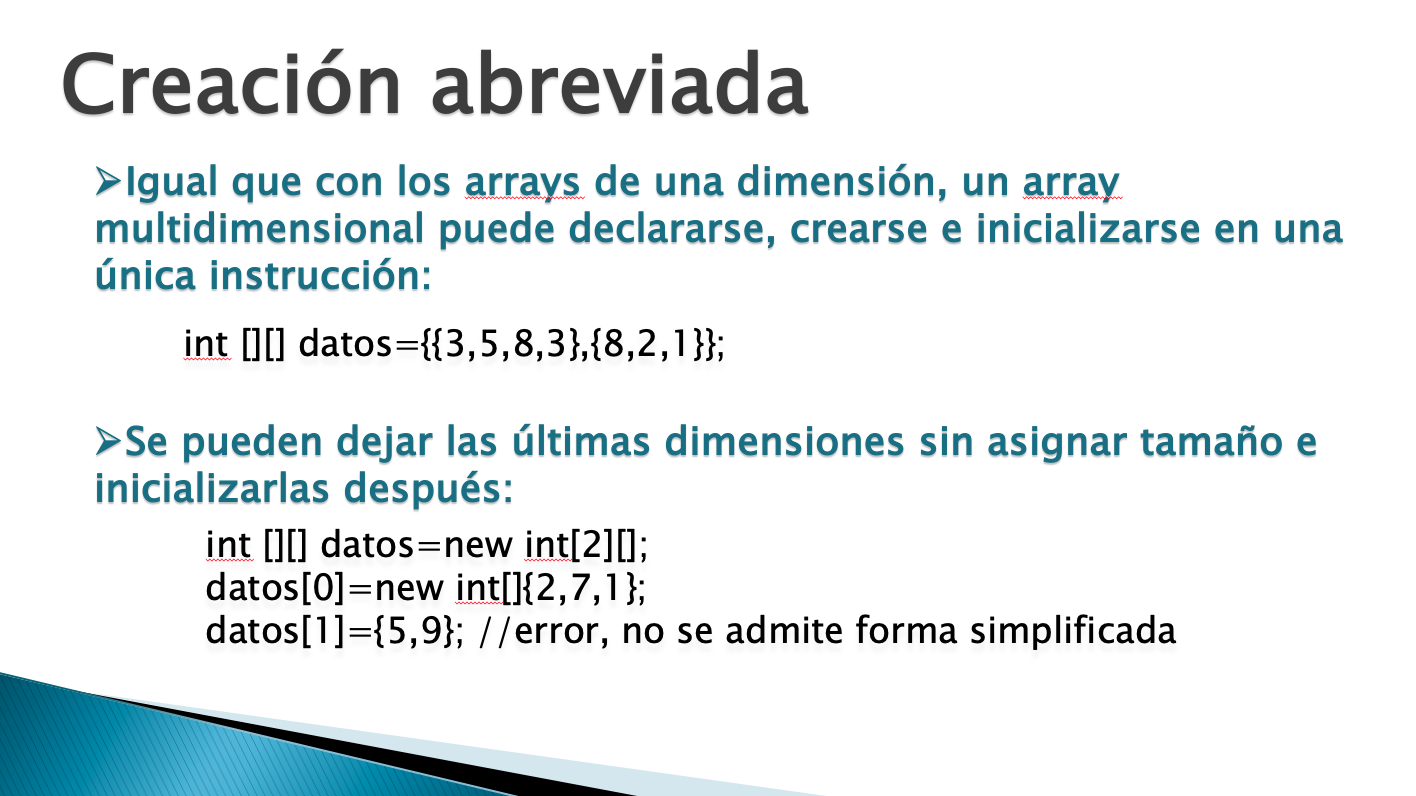 Creación abreviada
➢Igual que con los arrays de una dimensión, un array
multidimensional puede declararse, crearse e inicializarse en una
única instrucción:
int [][] datos={{3,5,8,3},{8,2,1}};
➢Se pueden dejar las últimas dimensiones sin asignar tamaño e
inicializarlas después:
int [][] datos=new int[2][];
datos[0]=new int[]{2,7,1};
datos[1]={5,9}; //error, no se admite forma simplificada